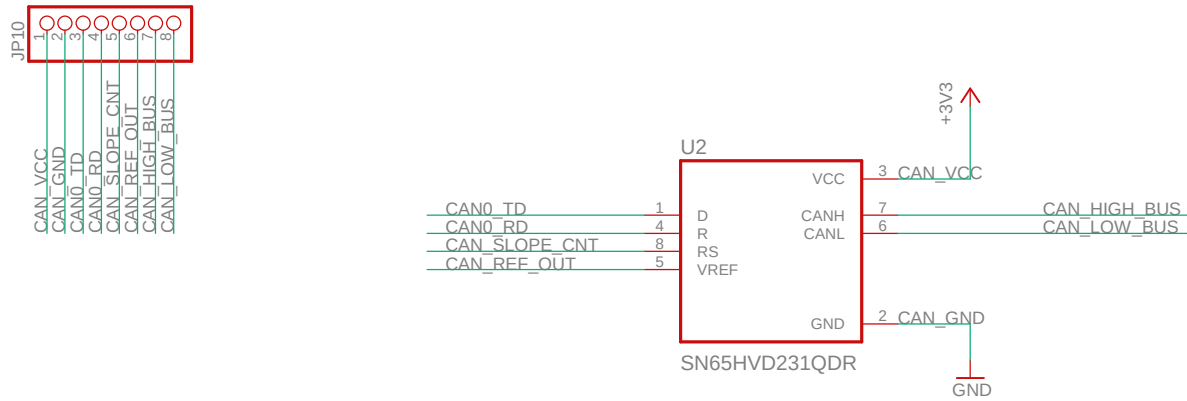 JP10
1
2
3
4
5
6
7
8
CAN_VCC
CAN_GND
CAN0_TD
CAN0_RD
CAN_SLOPE_CNT
CAN_REF_OUT
CAN_HIGH_BUS
CAN_LOW_BUS
+3V3
U2
VCC 3 CAN_VCC
CAN0_TD 1 D CANH 7 CAN_HIGH_BUS
CAN0_RD 4 R CANL 6 CAN_LOW_BUS
CAN_SLOPE_CNT 8 RS
CAN_REF_OUT 5 VREF
GND 2 CAN_GND
SN65HVD231QDR
GND